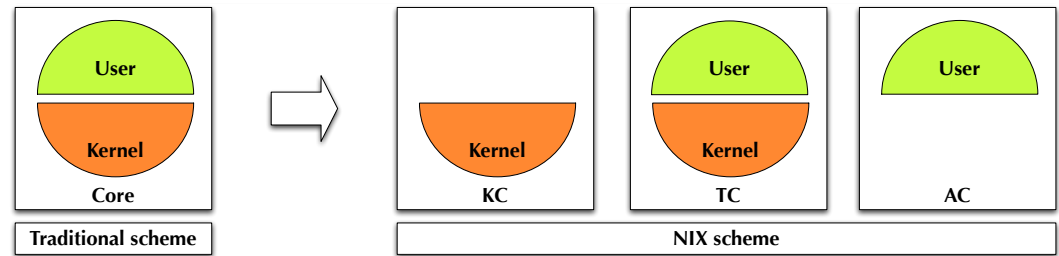 User
Kernel
Core
Traditional scheme
Kernel
KC
User
Kernel
TC
User
AC
NIX scheme